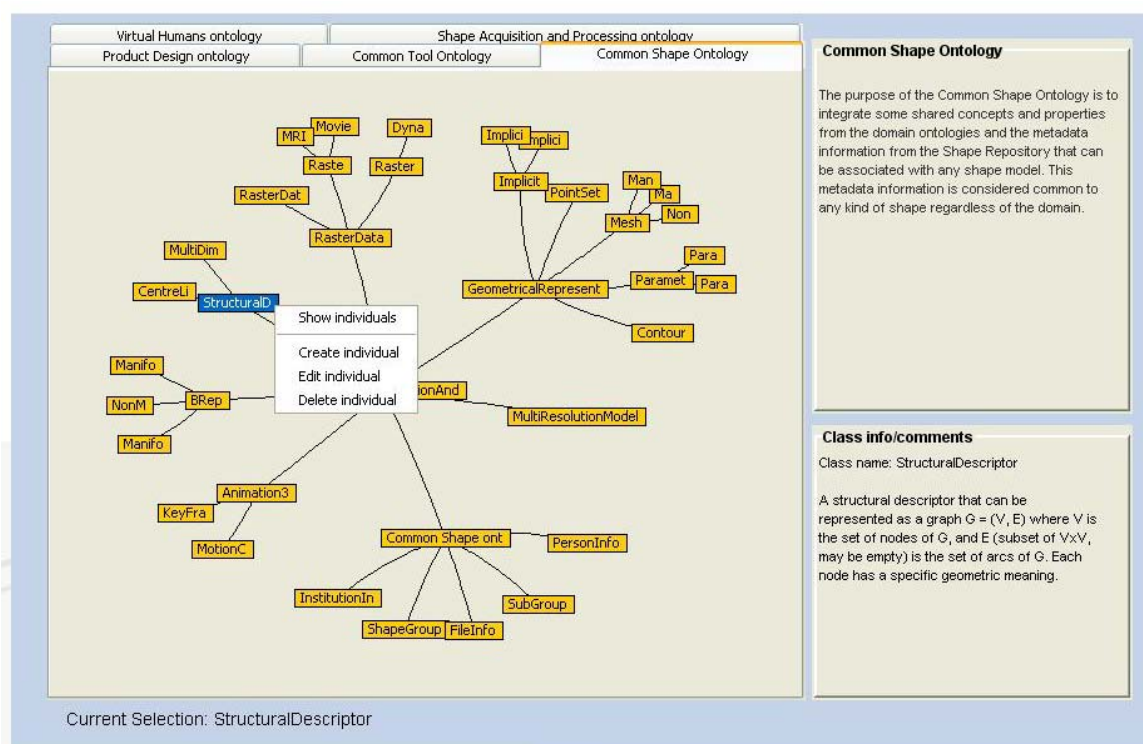 Virtual Humans ontology
Shape Acquisition and Processing ontology
Product Design ontology
Common Tool Ontology
Common Shape Ontology
MRI
Movie
Dyna
Raste
Raster
RasterDat
RasterData
MultiDim
CentreLi
StructuralD
Show individuals
Create individual
Edit individual
Delete individual
Implici
Implici
Implicit
PointSet
Man
Ma
Non
Mesh
Para
Paramet
Para
GeometricalRepresent
Contour
ionAnd
MultiResolutionModel
Manifo
NonM
BRep
Manifo
Animation3
KeyFra
MotionC
Common Shape ont
PersonInfo
InstitutionIn
SubGroup
ShapeGroup
FileInfo
Current Selection: StructuralDescriptor
Common Shape Ontology
The purpose of the Common Shape Ontology is to
integrate some shared concepts and properties
from the domain ontologies and the metadata
information from the Shape Repository that can
be associated with any shape model. This
metadata information is considered common to
any kind of shape regardless of the domain.
Class info/comments
Class name: StructuralDescriptor
A structural descriptor that can be
represented as a graph G = (V, E) where V is
the set of nodes of G, and E (subset of VxV,
may be empty) is the set of arcs of G. Each
node has a specific geometric meaning.